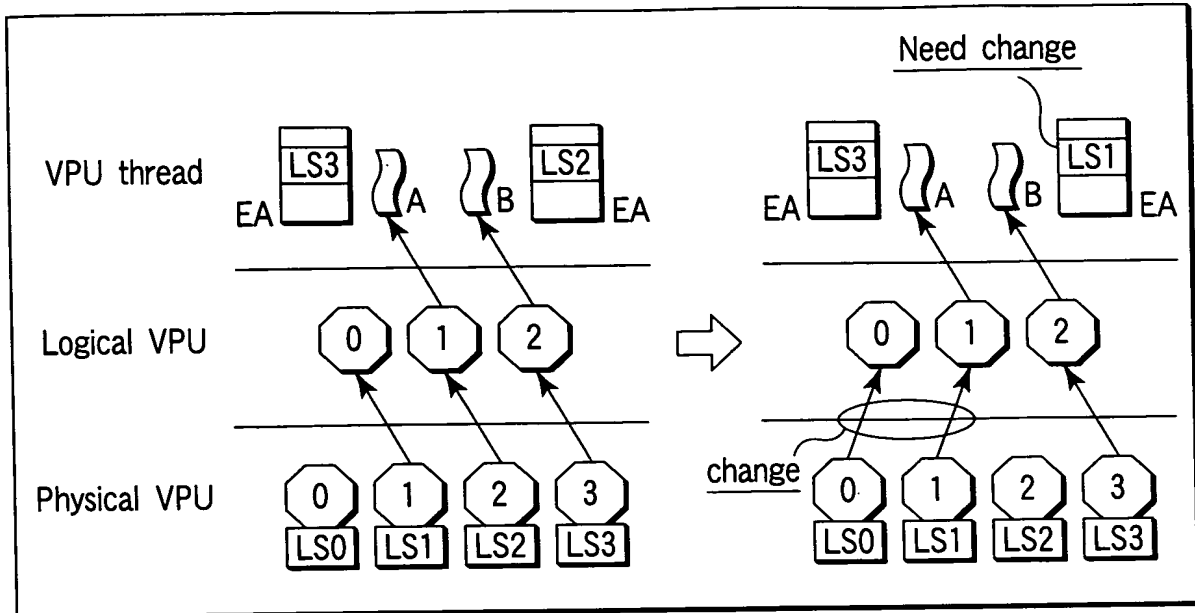 Need change
VPU thread
LS3
A
B
LS2
EA
EA
LS3
A
B
LS1
EA
EA
Logical VPU
0
1
2
0
1
2
change
Physical VPU
0
1
2
3
0
1
2
3
LS0
LS1
LS2
LS3
LS0
LS1
LS2
LS3